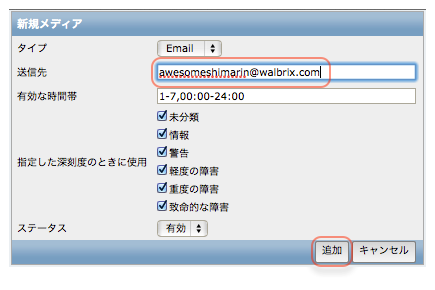 新規メディア
タイプ Email
送信先 awesomeshimarin@walbrix.com
有効な時間帯 1-7,00:00-24:00
未分類
情報
警告
指定した深刻度のときに使用 軽度の障害
重度の障害
致命的な障害
ステータス 有効
追加 キャンセル